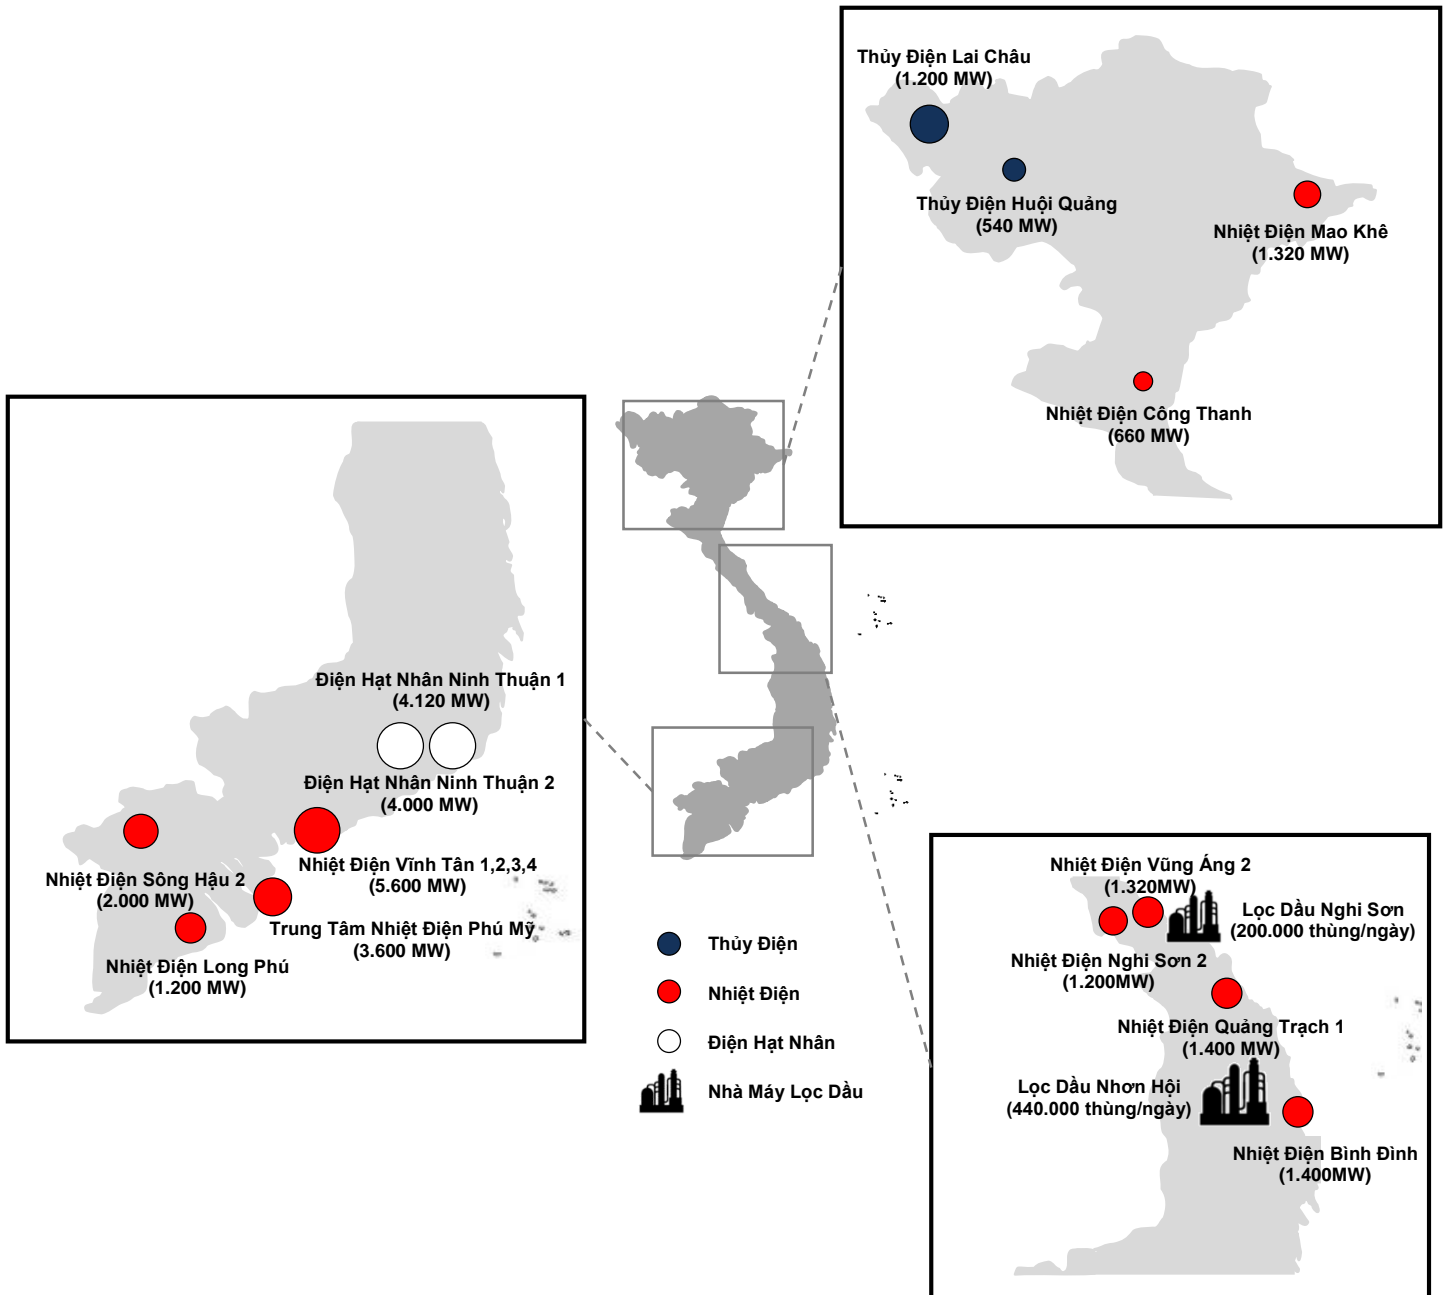 Thủy Điện Lai Châu
(1.200 MW)
Thủy Điện Huội Quảng
(540 MW)
Nhiệt Điện Mao Khê
(1.320 MW)
Nhiệt Điện Công Thanh
(660 MW)
Điện Hạt Nhân Ninh Thuận 1
(4.120 MW)
Điện Hạt Nhân Ninh Thuận 2
(4.000 MW)
Nhiệt Điện Vĩnh Tân 1,2,3,4
(5.600 MW)
Nhiệt Điện Sông Hậu 2
(2.000 MW)
Trung Tâm Nhiệt Điện Phú Mỹ
(3.600 MW)
Nhiệt Điện Long Phú
(1.200 MW)
Thủy Điện
Nhiệt Điện
Điện Hạt Nhân
Nhà Máy Lọc Dầu
Nhiệt Điện Vũng Áng 2
(1.320MW)
Lọc Dầu Nghi Sơn
(200.000 thùng/ngày)
Nhiệt Điện Nghi Sơn 2
(1.200MW)
Nhiệt Điện Quảng Trạch 1
(1.400 MW)
Lọc Dầu Nhơn Hội
(440.000 thùng/ngày)
Nhiệt Điện Bình Đình
(1.400MW)